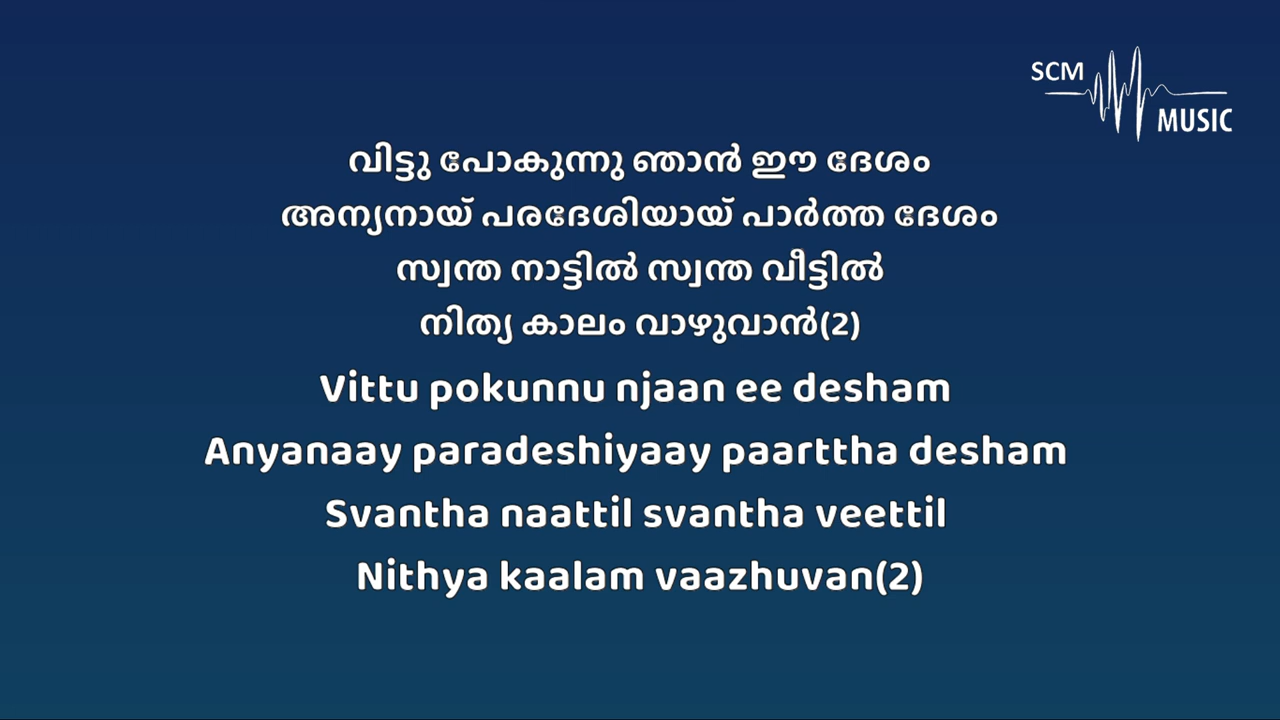 SCM
MUSIC
വിട്ടു പോകുന്നു ഞാൻ ഈ ദേശം
അന്യനായ് പരദേശിയായ് പാർത്ത ദേശം
സ്വന്ത നാട്ടിൽ സ്വന്ത വീട്ടിൽ
നിത്യ കാലം വാഴുവാൻ(2)
Vittu pokunnu njaan ee desham
Anyanaay paradeshiyaay paarttha desham
Svantha naattil svantha veettil
Nithya kaalam vaazhuvan(2)